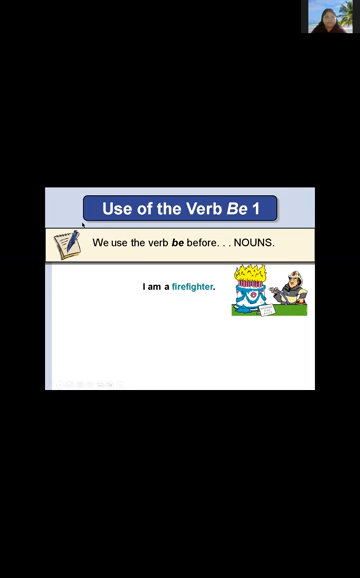 Use of the Verb Be 1
We use the verb be before. . . NOUNS.
I am a firefighter.